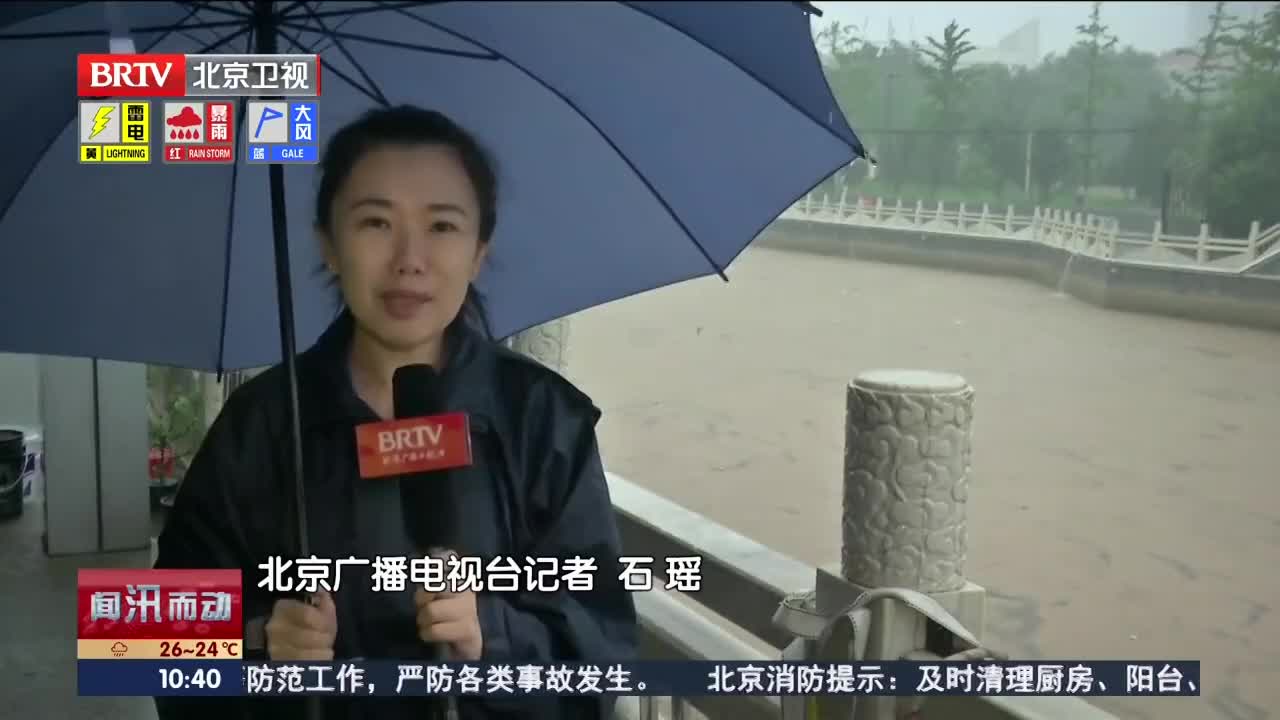 BRTV 北京卫视
雷电
黄 LIGHTNING
暴雨
红 RAIN STORM
大风
蓝 GALE
BRTV
北京广播电视台记者 石瑶
闻汛而动
26~24℃
10:40
防范工作，严防各类事故发生。 北京消防提示：及时清理厨房、阳台、